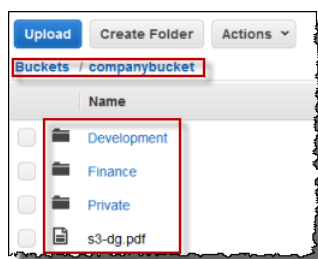 Upload Create Folder Actions
Buckets / companybucket
Name
Development
Finance
Private
s3-dg.pdf